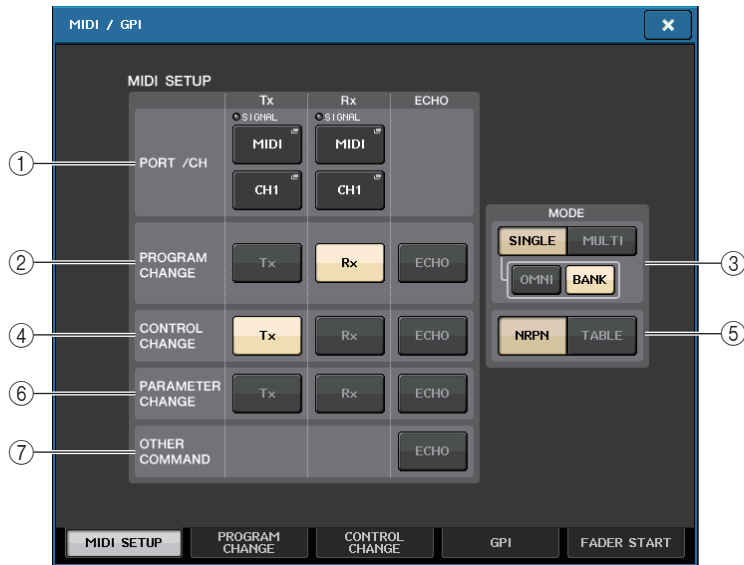 MIDI / GPI
MIDI SETUP
Tx Rx ECHO
SIGNAL SIGNAL
MIDI MIDI
① PORT /CH
CH1 CH1
MODE
SINGLE MULTI
② PROGRAM CHANGE Tx Rx ECHO
③
OMNI BANK
④ CONTROL CHANGE Tx Rx ECHO
NRPN TABLE ⑤
⑥ PARAMETER CHANGE Tx Rx ECHO
⑦ OTHER COMMAND ECHO
MIDI SETUP PROGRAM CHANGE CONTROL CHANGE GPI FADER START